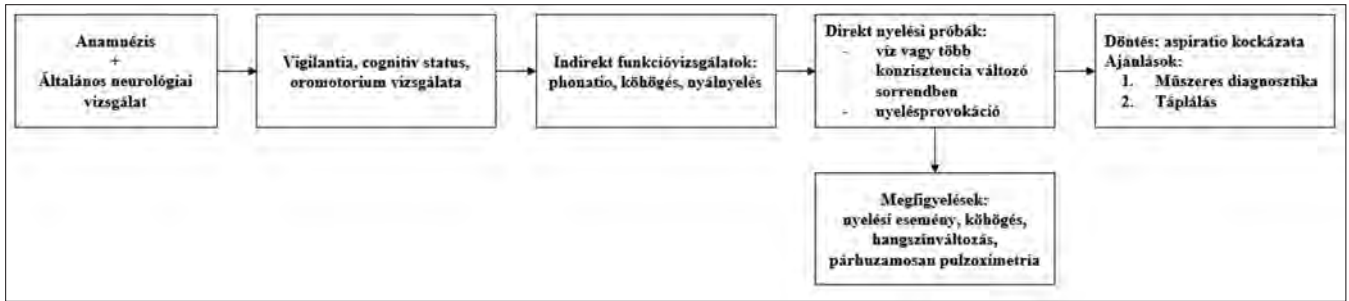 Anamnézis
+
Általános neurológiai
vizsgálat
Vigilantia, cognitiv status,
oromotorium vizsgálata
Indirekt funkcióvizsgálatok:
phonatio, köhögés, nyálnyelés
Direkt nyelési próbák:
- víz vagy több
konzisztencia változó
sorrendben
- nyelésprovokáció
Döntés: aspiratio kockázata
Ajánlások:
1. Műszeres diagnosztika
2. Táplálás
Megfigyelések:
nyelési esemény, köhögés,
hangszínváltozás,
párhuzamosan pulzoximetria